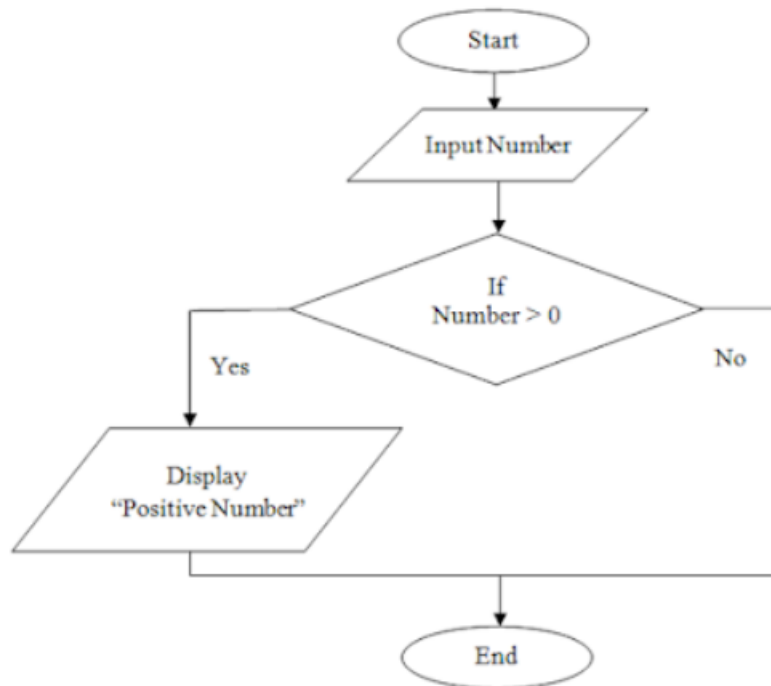 Start
Input Number
If
Number > 0
Yes
No
Display
“Positive Number”
End